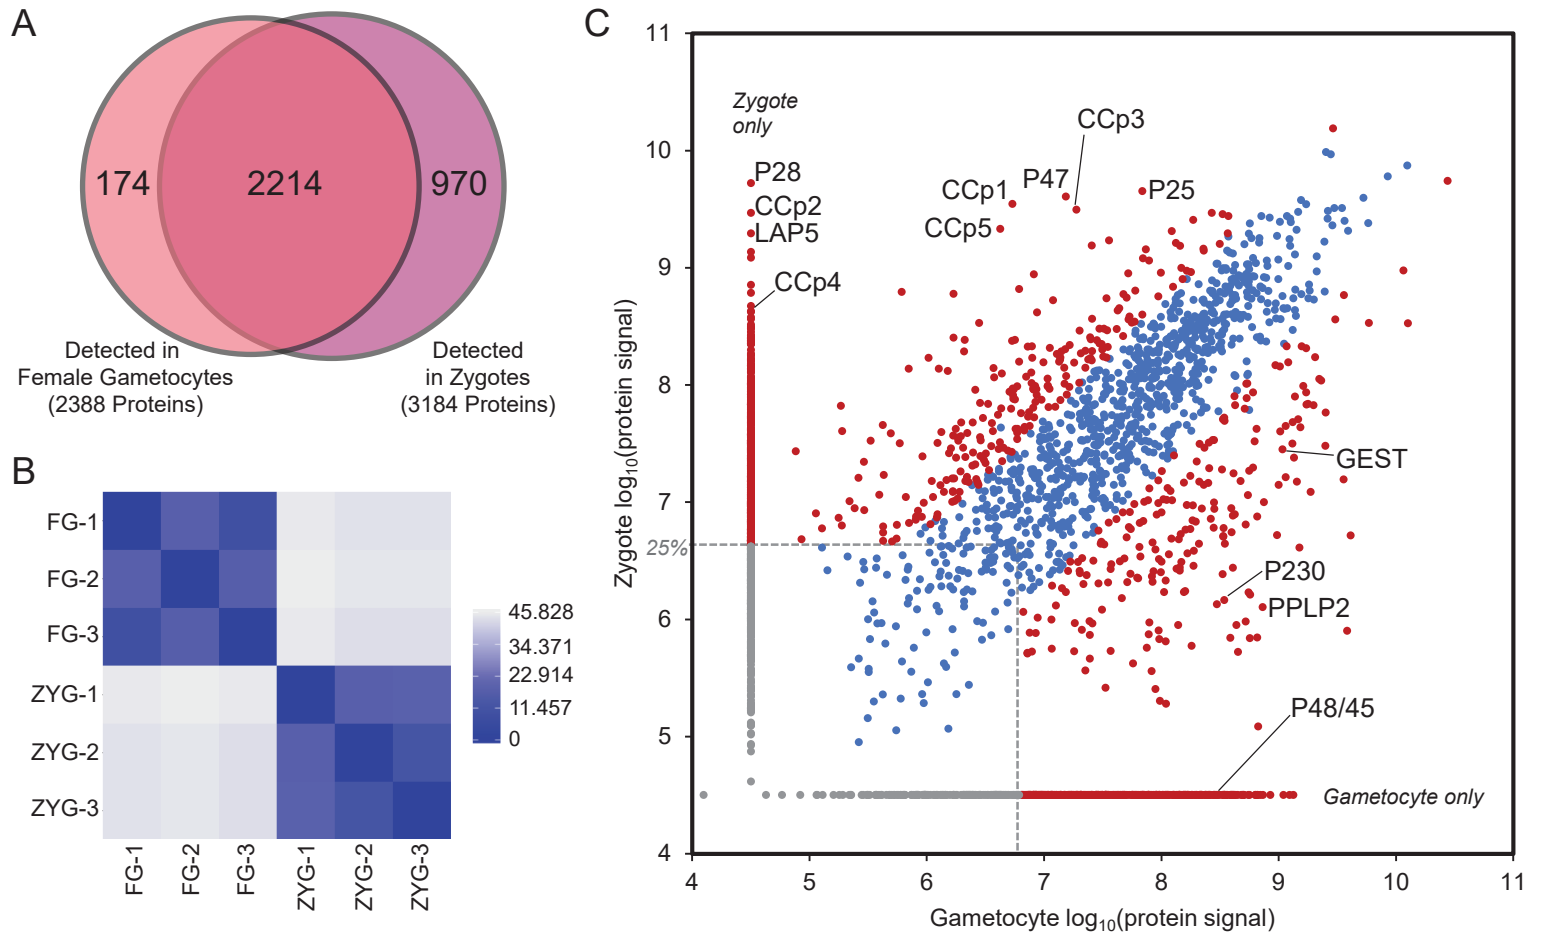 A
174
2214
970
Detected in
Female Gametocytes
(2388 Proteins)
Detected
in Zygotes
(3184 Proteins)
B
FG-1
FG-2
FG-3
ZYG-1
ZYG-2
ZYG-3
FG-1
FG-2
FG-3
ZYG-1
ZYG-2
ZYG-3
45.828
34.371
22.914
11.457
0
C
Zygote log10(protein signal)
11
10
9
8
7
25%
6
5
4
Zygote
only
P28
CCp2
LAP5
CCp4
CCp3
P47
CCp1
P25
CCp5
GEST
P230
PPLP2
P48/45
Gametocyte only
4
5
6
7
8
9
10
11
Gametocyte log10(protein signal)